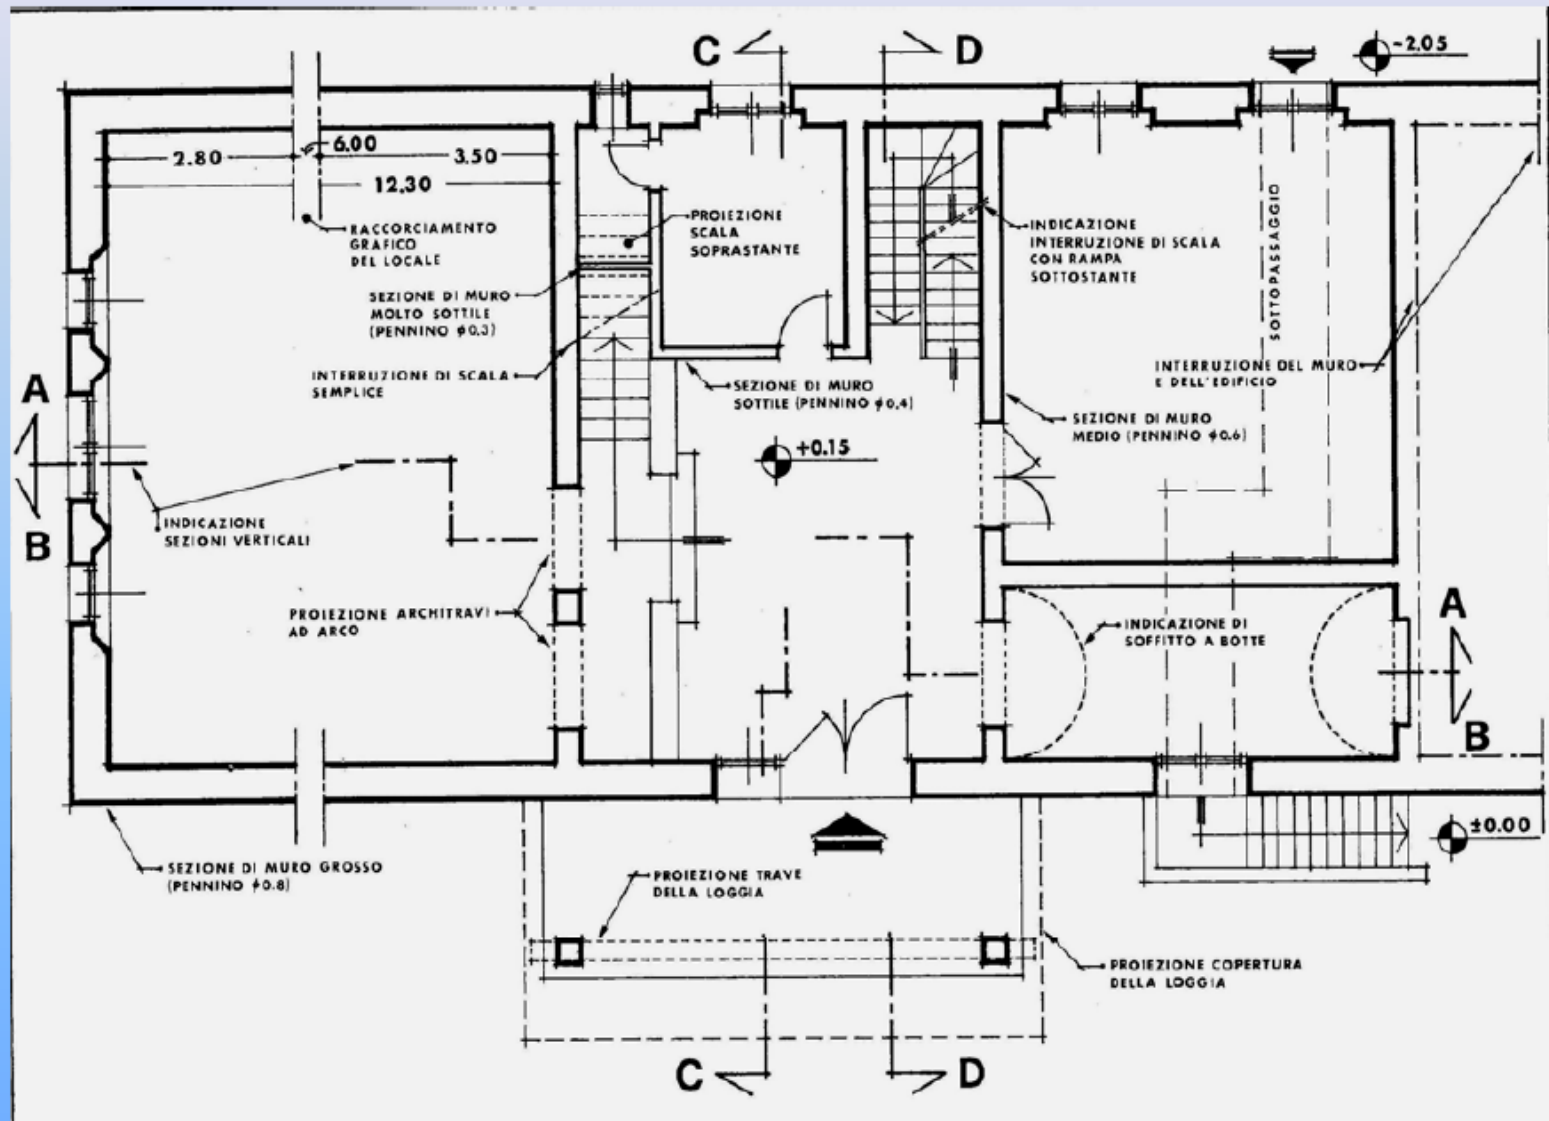 C
D
-2.05
2.80
6.00
3.50
12.30
RACCORCIAMENTO
GRAFICO
DEL LOCALE
PROIEZIONE
SCALA
SOPRASTANTE
INDICAZIONE
INTERRUZIONE DI SCALA
CON RAMPA
SOTTOSTANTE
SOTTOPASSAGGIO
SEZIONE DI MURO
MOLTO SOTTILE
(PENNINO ϕ0.3)
INTERRUZIONE DI SCALA
SEMPLICE
SEZIONE DI MURO
SOTTILE (PENNINO ϕ0.4)
INTERRUZIONE DEL MURO
E DELL'EDIFICIO
SEZIONE DI MURO
MEDIO (PENNINO ϕ0.6)
A
B
+0.15
INDICAZIONE
SEZIONI VERTICALI
PROIEZIONE ARCHITRAVI
AD ARCO
INDICAZIONE DI
SOFFITTO A BOTTE
A
B
±0.00
SEZIONE DI MURO GROSSO
(PENNINO ϕ0.8)
PROIEZIONE TRAVE
DELLA LOGGIA
PROIEZIONE COPERTURA
DELLA LOGGIA
C
D